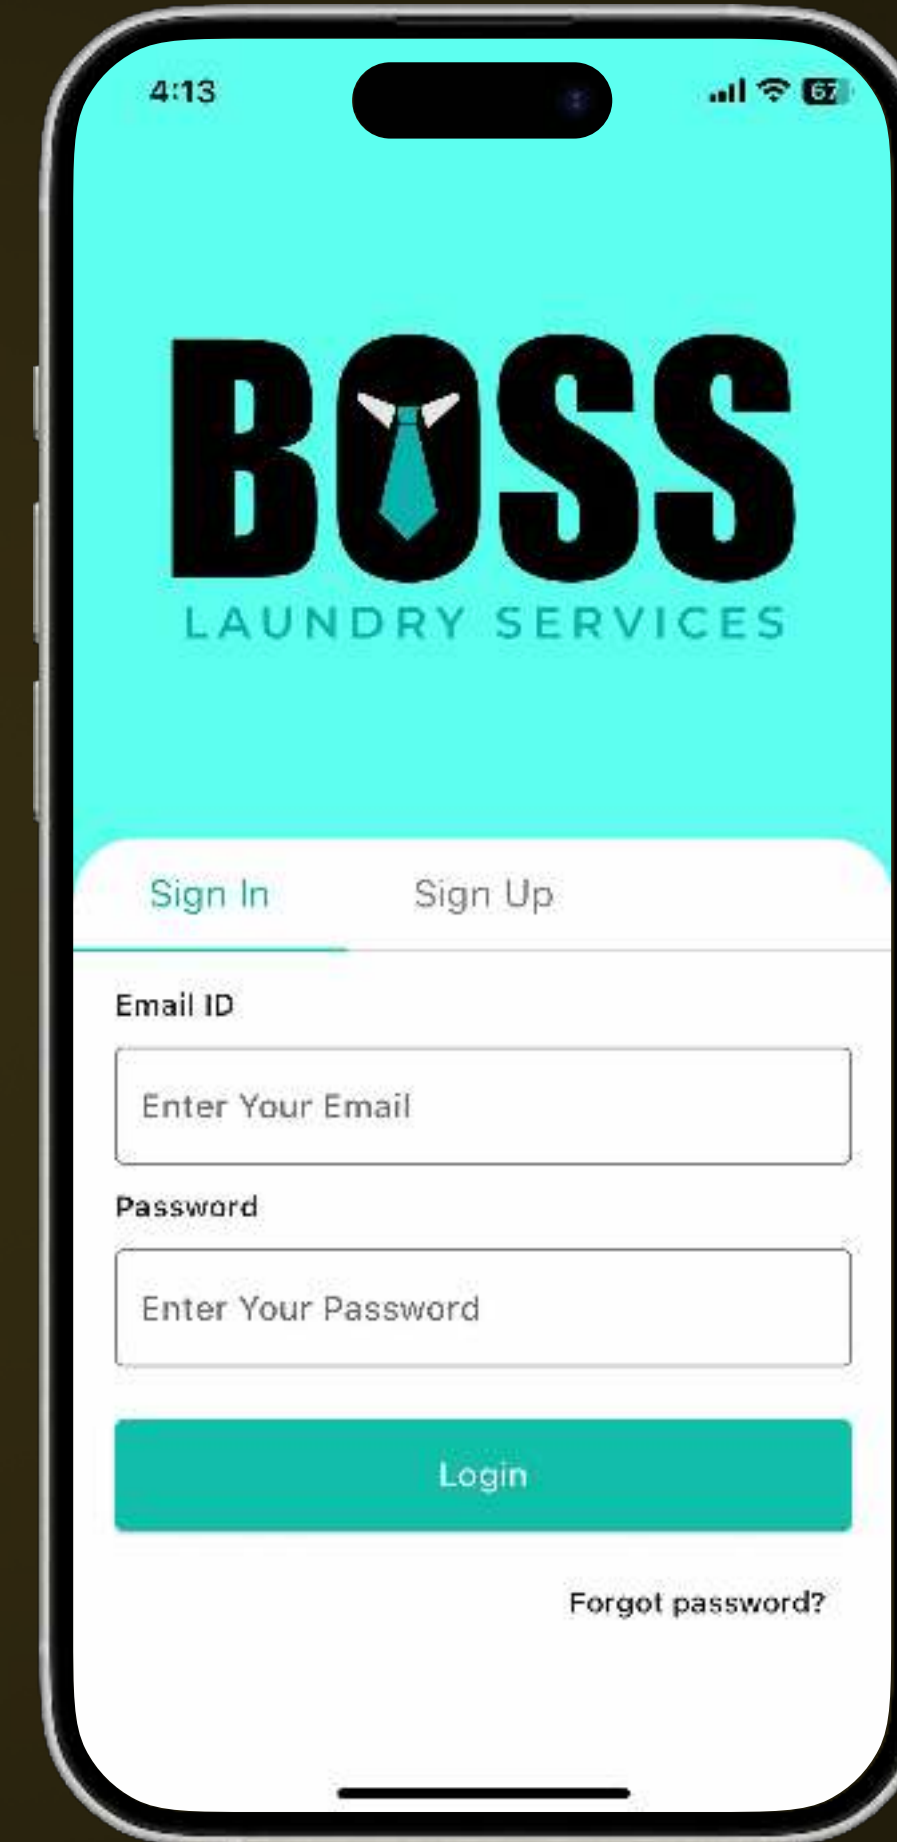 4:13
67
BOSS
LAUNDRY SERVICES
Sign In
Sign Up
Email ID
Enter Your Email
Password
Enter Your Password
Login
Forgot password?